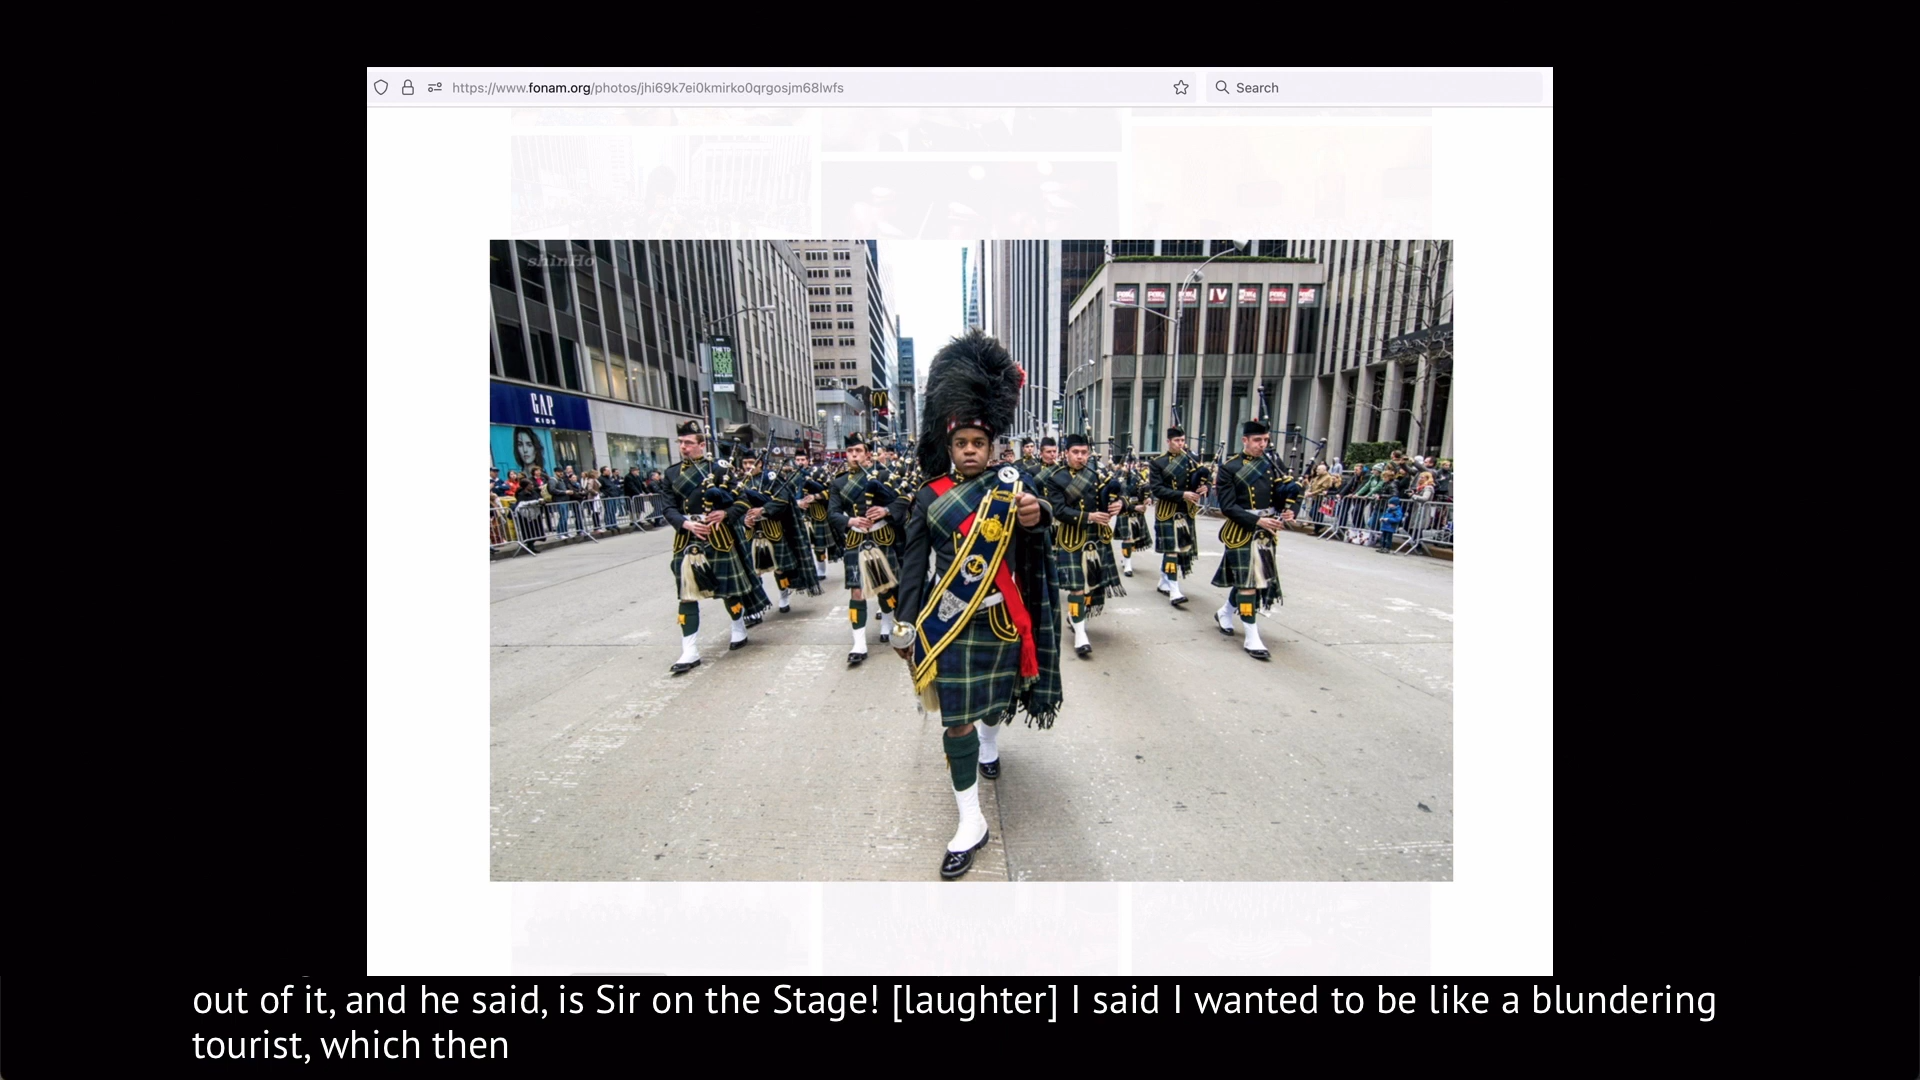 https://www.fonam.org/photos/jhi69k7ei0kmirko0qrgosjm68lwfs
Search
shinHo
GAP
KIDS
out of it, and he said, is Sir on the Stage! [laughter] I said I wanted to be like a blundering
tourist, which then